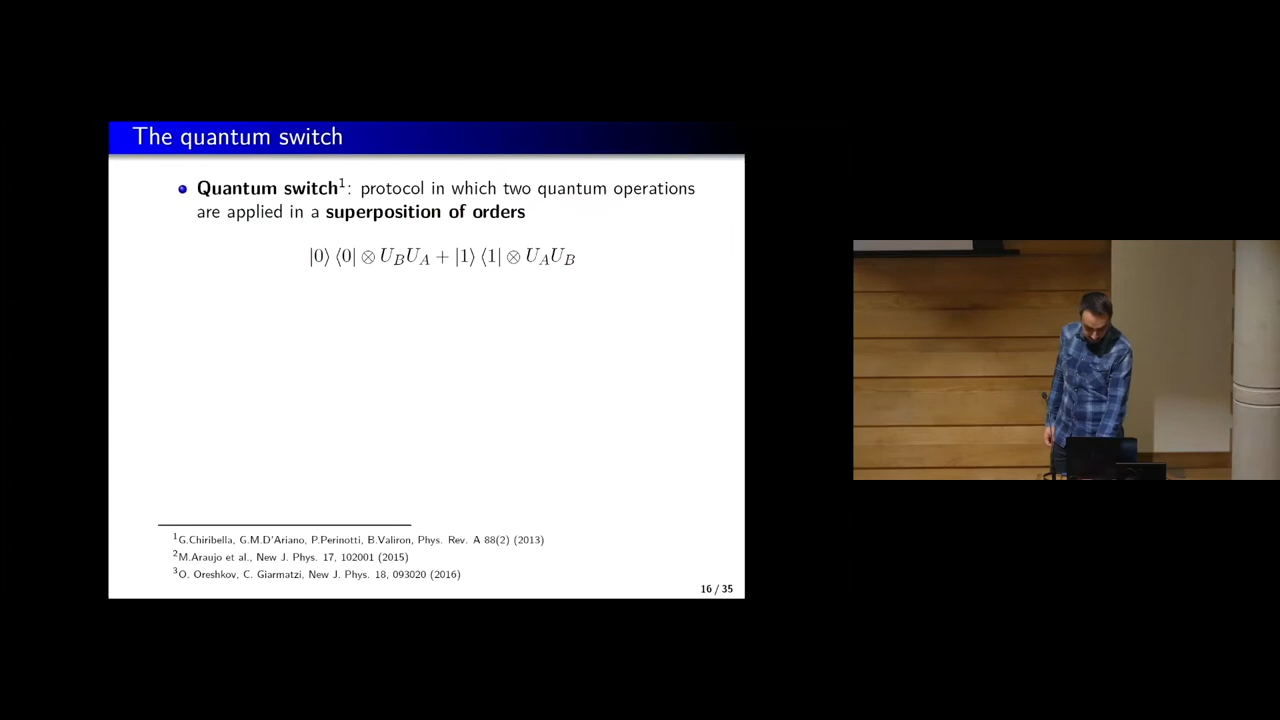 The quantum switch
Quantum switch¹: protocol in which two quantum operations
are applied in a superposition of orders
|0⟩ ⟨0| ⊗ U_B U_A + |1⟩ ⟨1| ⊗ U_A U_B
¹G.Chiribella, G.M.D'Ariano, P.Perinotti, B.Valiron, Phys. Rev. A 88(2) (2013)
²M.Araujo et al., New J. Phys. 17, 102001 (2015)
³O. Oreshkov, C. Giarmatzi, New J. Phys. 18, 093020 (2016)
16 / 35